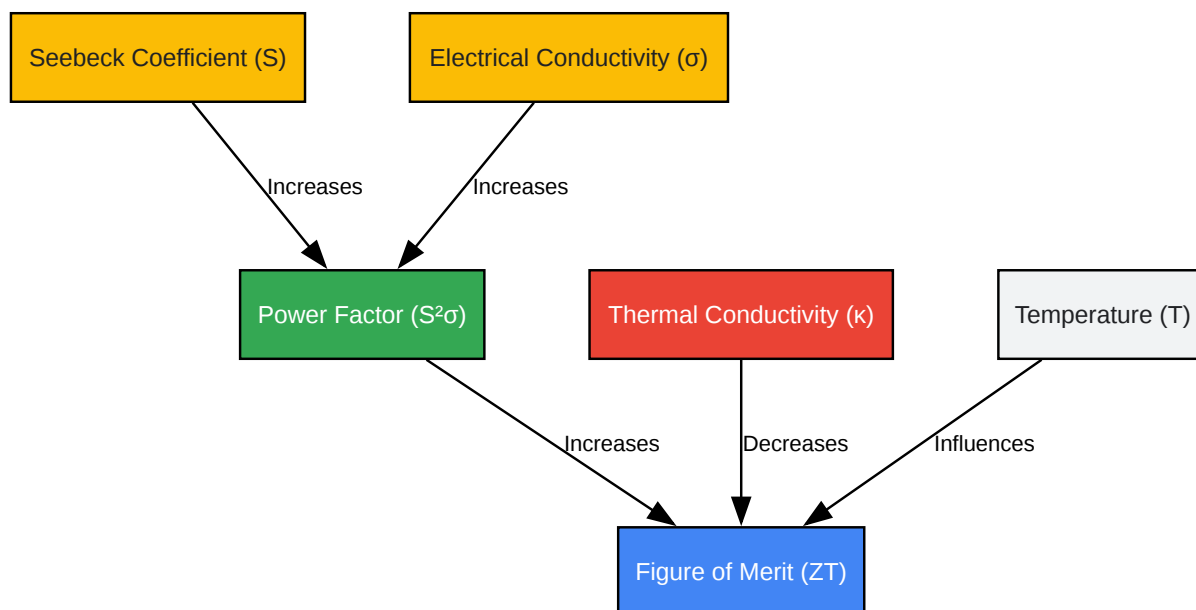 Seebeck Coefficient (S)
Electrical Conductivity (σ)
Increases
Increases
Power Factor (S²σ)
Thermal Conductivity (κ)
Temperature (T)
Increases
Decreases
Influences
Figure of Merit (ZT)